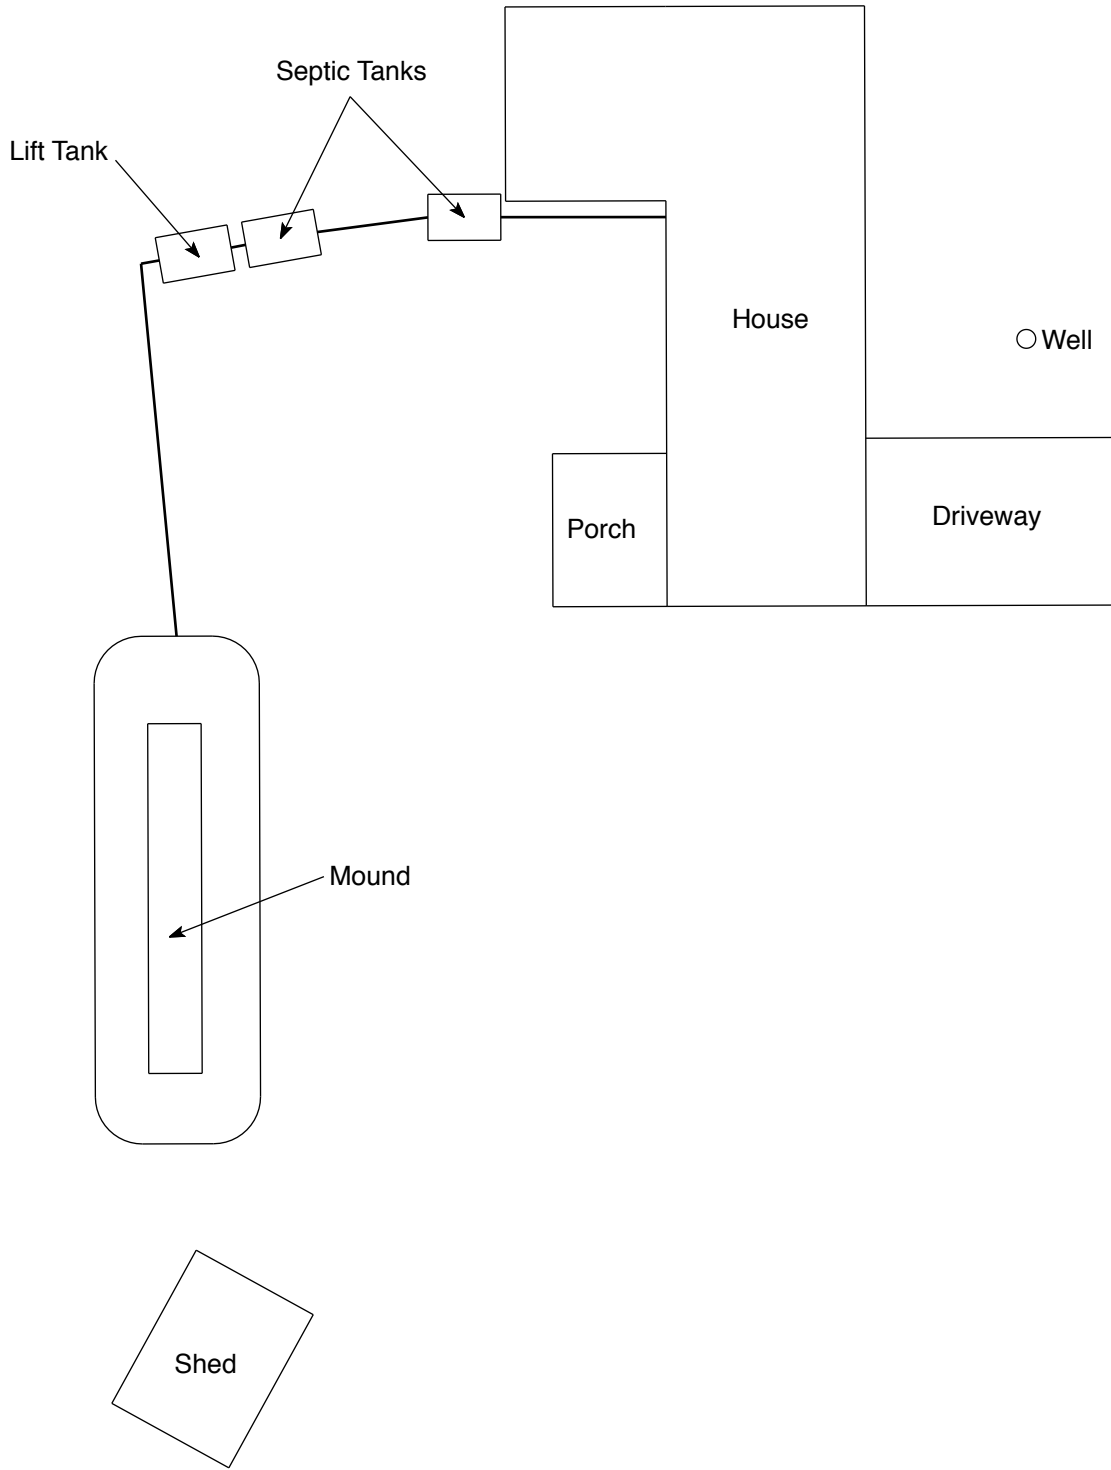 Septic Tanks
Lift Tank
House
Well
Porch
Driveway
Mound
Shed